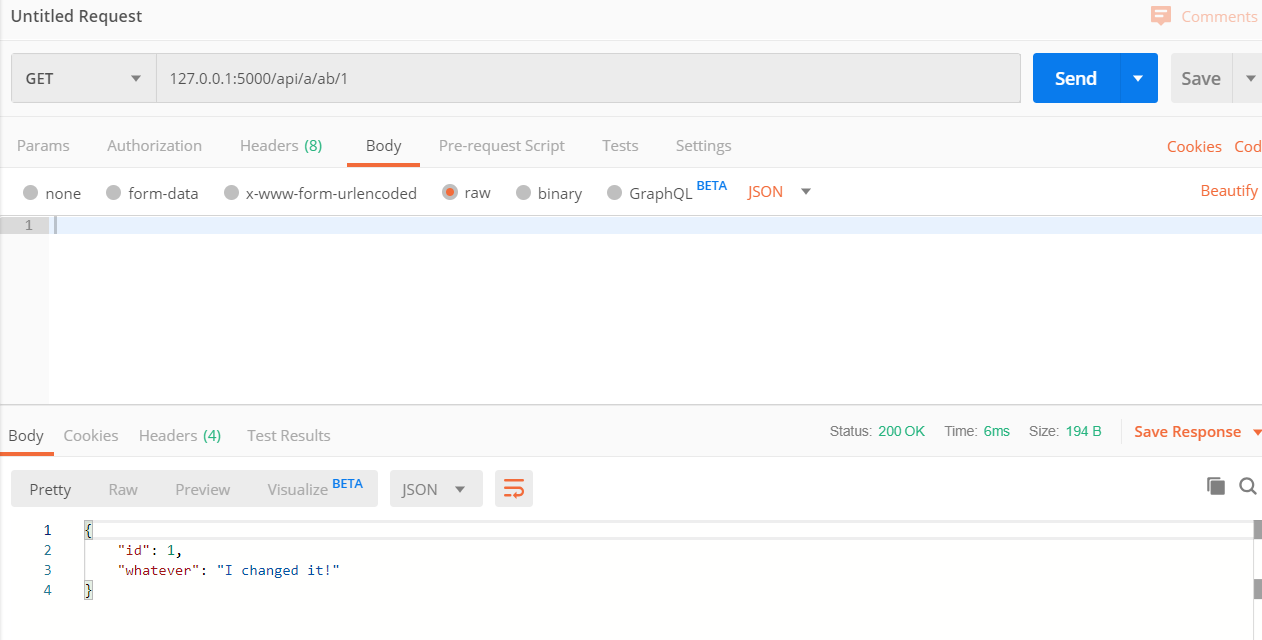 Untitled Request Comments
GET 127.0.0.1:5000/api/a/ab/1 Send Save
Params Authorization Headers (8) Body Pre-request Script Tests Settings Cookies Cod
none form-data x-www-form-urlencoded raw binary GraphQL BETA JSON Beautify
1
Body Cookies Headers (4) Test Results Status: 200 OK Time: 6ms Size: 194 B Save Response
Pretty Raw Preview Visualize BETA JSON
1 {
2 "id": 1,
3 "whatever": "I changed it!"
4 }